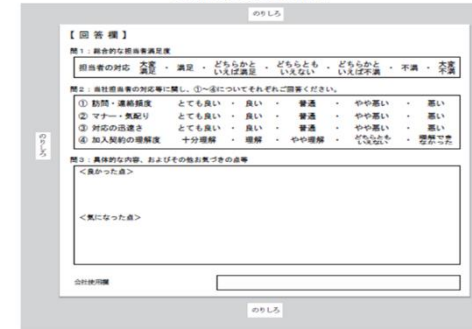 のりしろ
【回答欄】
問1：総合的な担当者満足度
担当者の対応 大変満足 ・ 満足 ・ どちらかといえば満足 ・ どちらともいえない ・ どちらかといえば不満 ・ 不満 ・ 大変不満
問2：当社担当者の対応等に関し、①～④についてそれぞれご回答ください。
① 訪問・連絡頻度 とても良い ・ 良い ・ 普通 ・ やや悪い ・ 悪い
② マナー・気配り とても良い ・ 良い ・ 普通 ・ やや悪い ・ 悪い
③ 対応の迅速さ とても良い ・ 良い ・ 普通 ・ やや悪い ・ 悪い
④ 加入契約の理解度 十分理解 ・ 理解 ・ やや理解 ・ どちらともいえない ・ 理解できなかった
問3：具体的な内容、およびその他お気づきの点等
＜良かった点＞
＜気になった点＞
会社使用欄
のりしろ
のりしろ